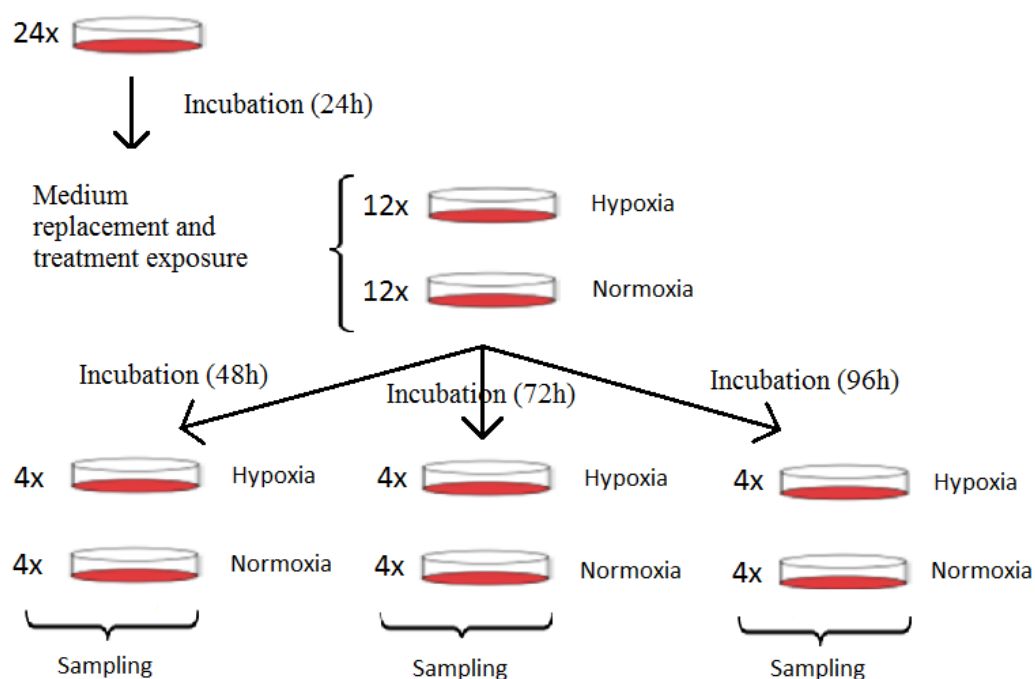 24x
Incubation (24h)
Medium
replacement and
treatment exposure
12x
Hypoxia
12x
Normoxia
Incubation (48h)
Incubation (72h)
Incubation (96h)
4x
Hypoxia
4x
Hypoxia
4x
Hypoxia
4x
Normoxia
4x
Normoxia
4x
Normoxia
Sampling
Sampling
Sampling